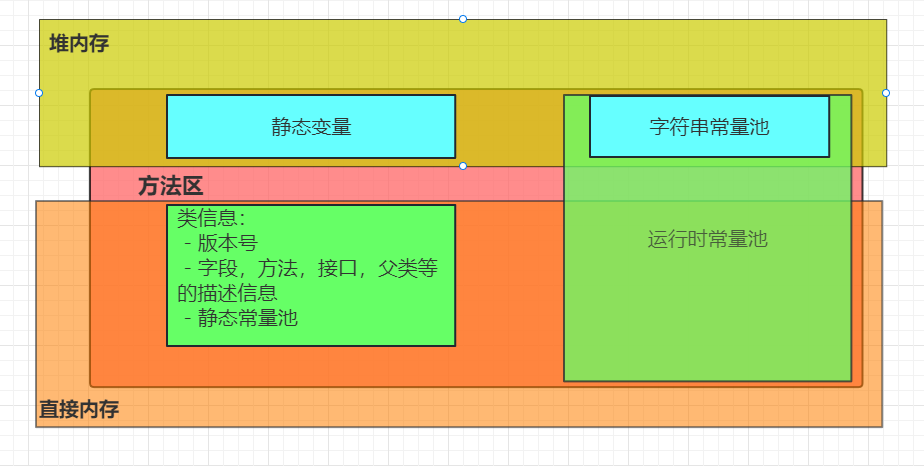 堆内存
静态变量
字符串常量池
方法区
类信息：
- 版本号
- 字段，方法，接口，父类等
的描述信息
- 静态常量池
运行时常量池
直接内存